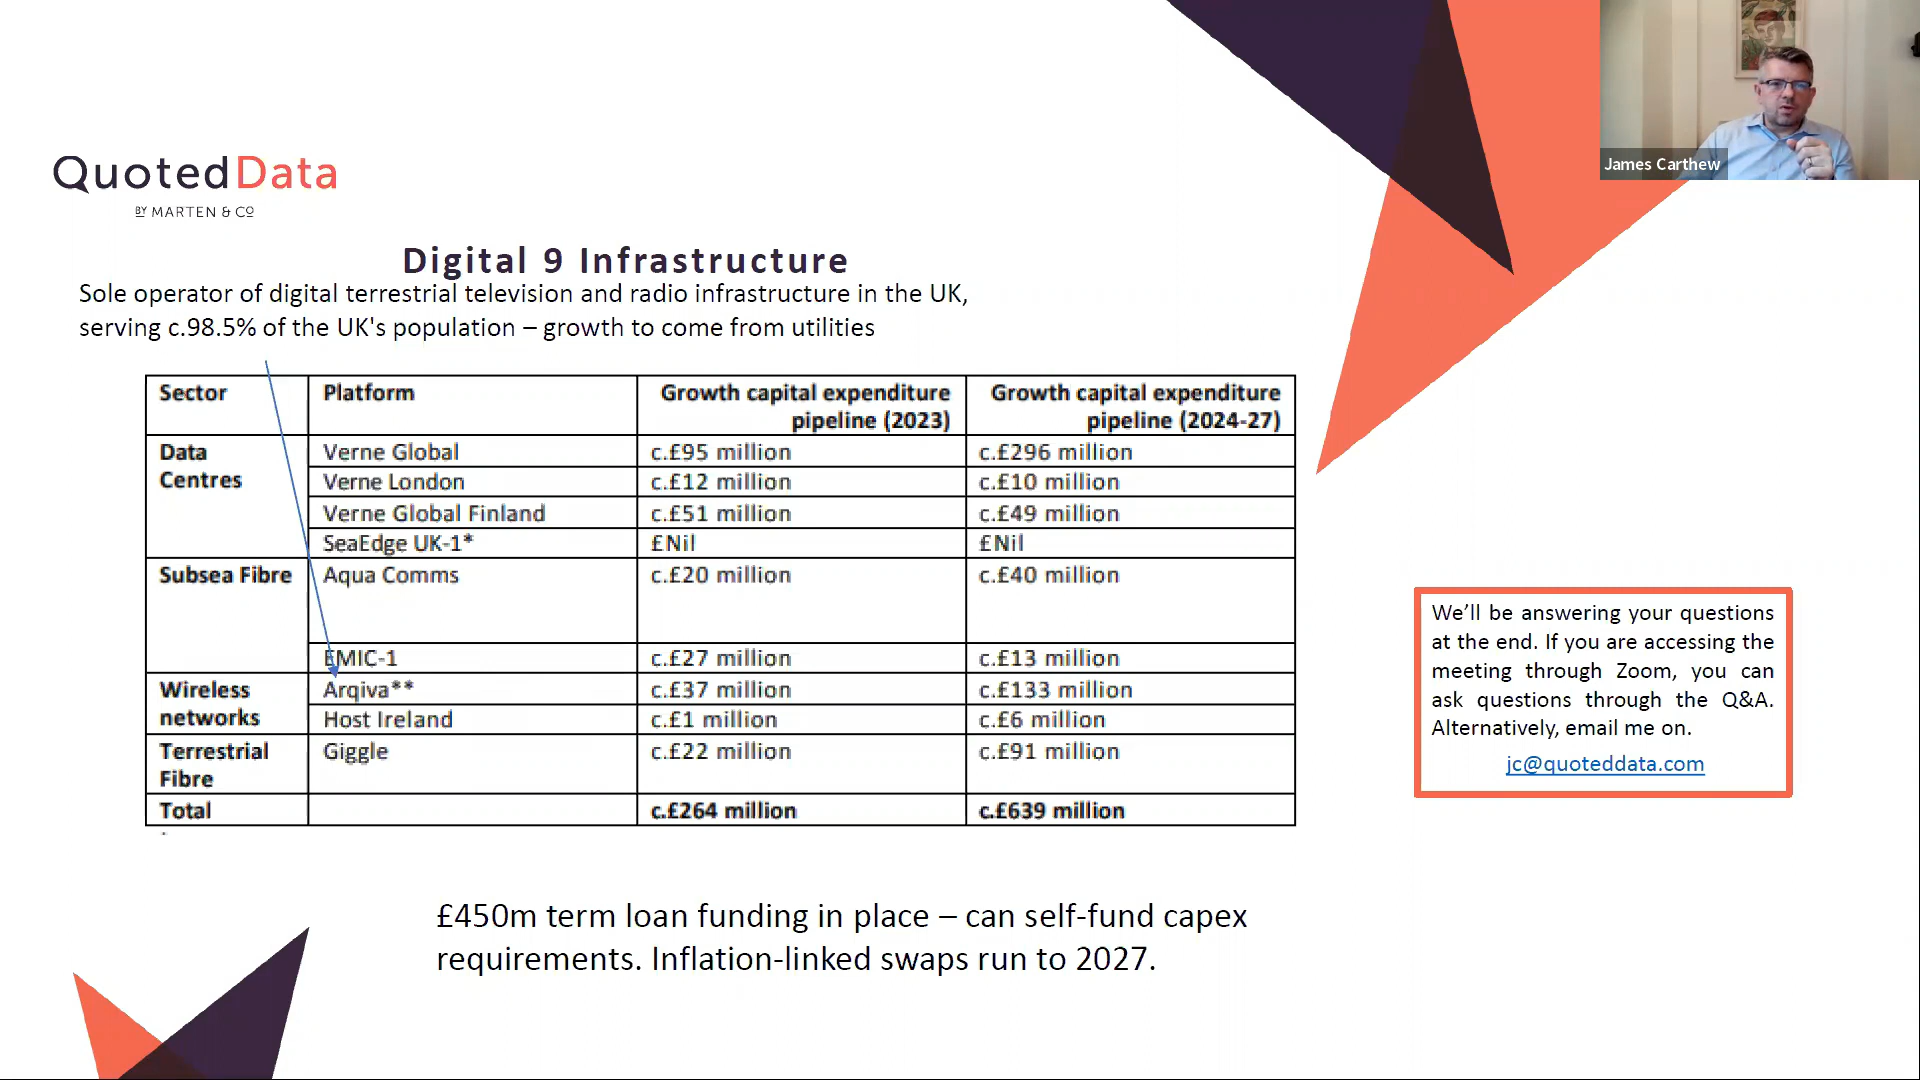 James Carthew
QuotedData
BY MARTEN & CO
Digital 9 Infrastructure
Sole operator of digital terrestrial television and radio infrastructure in the UK,
serving c.98.5% of the UK's population – growth to come from utilities
Sector Platform Growth capital expenditure pipeline (2023) Growth capital expenditure pipeline (2024-27)
Data Centres Verne Global c.£95 million c.£296 million
Verne London c.£12 million c.£10 million
Verne Global Finland c.£51 million c.£49 million
SeaEdge UK-1* £Nil £Nil
Subsea Fibre Aqua Comms c.£20 million c.£40 million
EMIC-1 c.£27 million c.£13 million
Wireless networks Arqiva** c.£37 million c.£133 million
Host Ireland c.£1 million c.£6 million
Terrestrial Fibre Giggle c.£22 million c.£91 million
Total c.£264 million c.£639 million
We'll be answering your questions
at the end. If you are accessing the
meeting through Zoom, you can
ask questions through the Q&A.
Alternatively, email me on.
jc@quoteddata.com
£450m term loan funding in place – can self-fund capex
requirements. Inflation-linked swaps run to 2027.